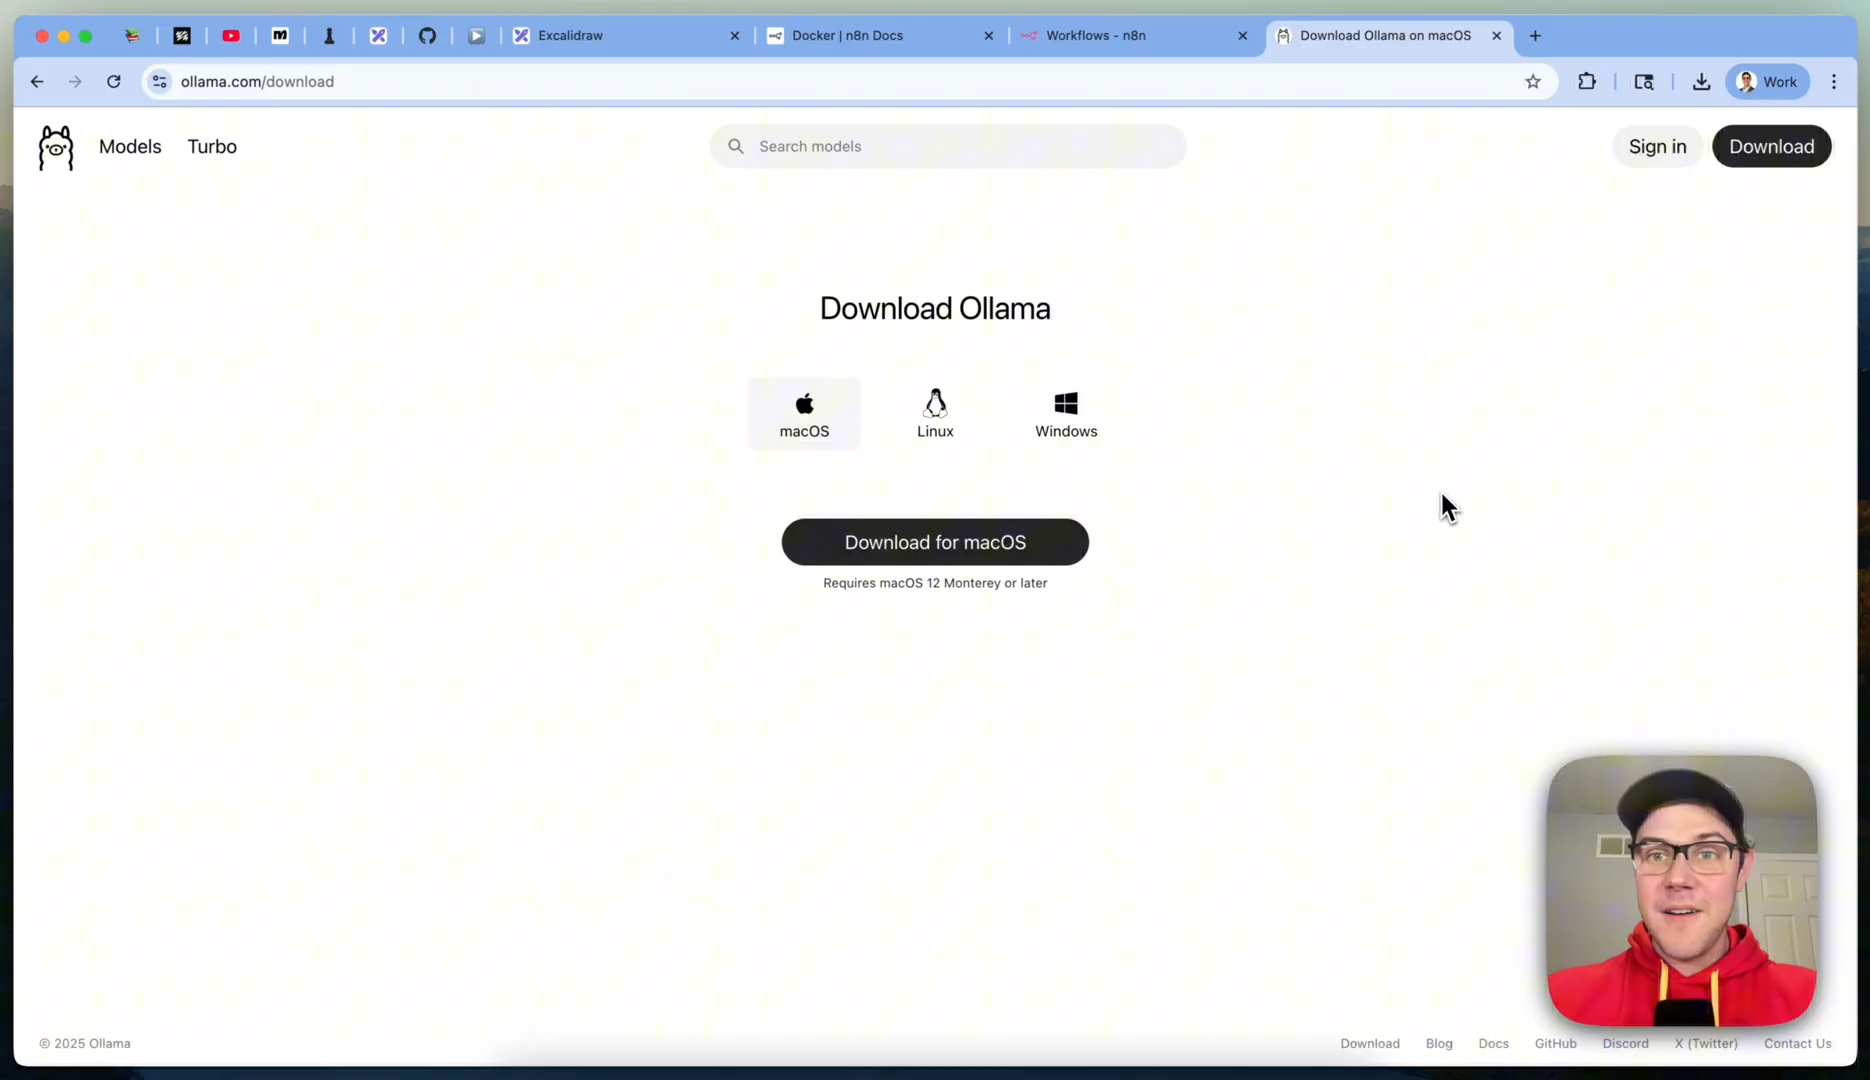 Excalidraw
Docker | n8n Docs
Workflows - n8n
Download Ollama on macOS
ollama.com/download
Work
Models
Turbo
Search models
Sign in
Download
Download Ollama
macOS
Linux
Windows
Download for macOS
Requires macOS 12 Monterey or later
© 2025 Ollama
Download
Blog
Docs
GitHub
Discord
X (Twitter)
Contact Us